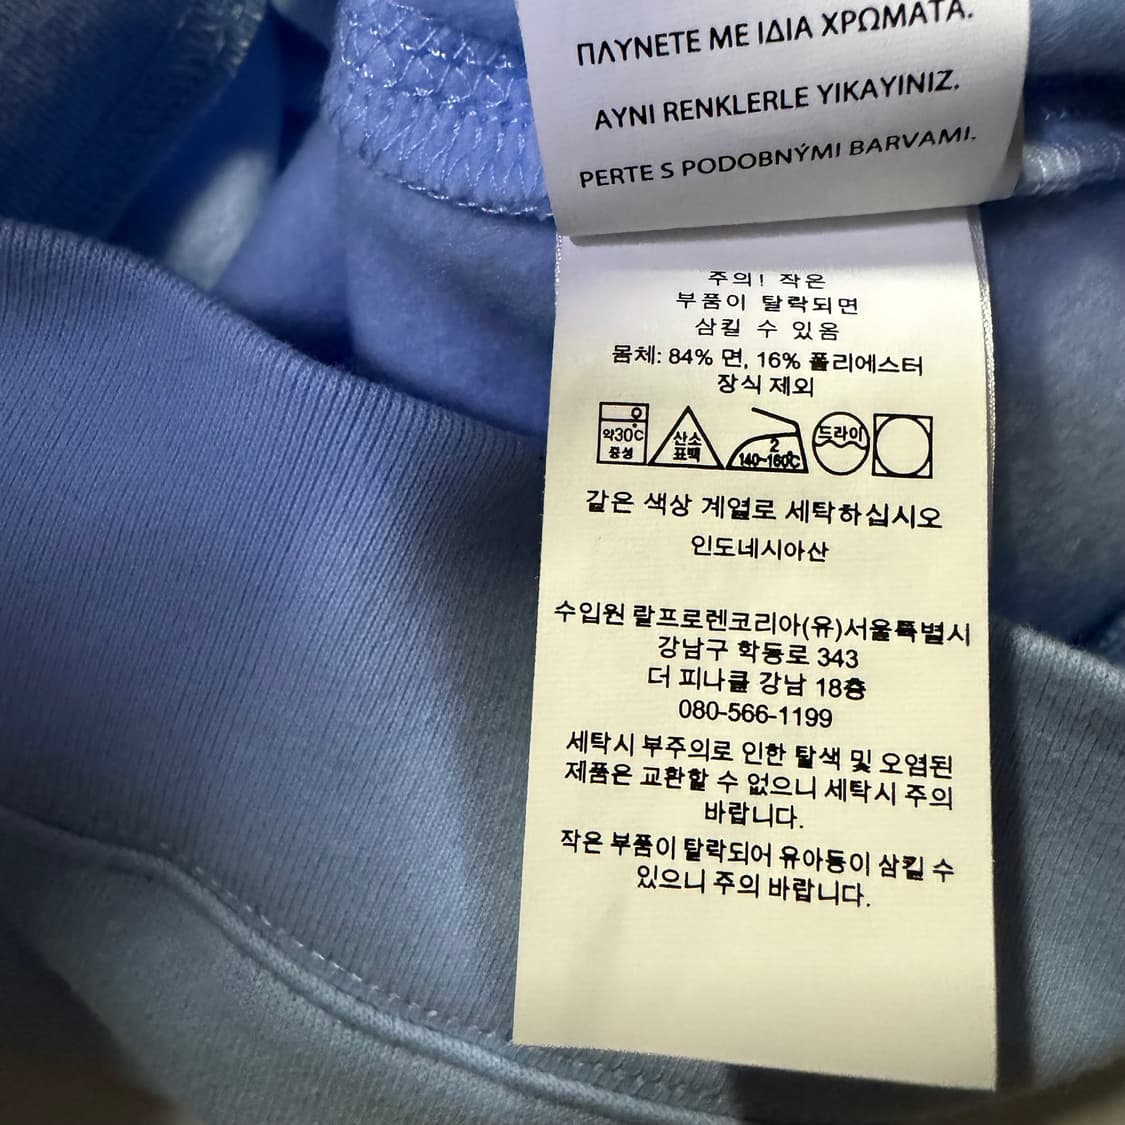 ΠΛΥΝΕΤΕ ΜΕ ΙΔΙΑ ΧΡΩΜΑΤΑ.
AYNI RENKLERLE YIKAYINIZ.
PERTE S PODOBNÝMI BARVAMI.
주의! 작은
부품이 탈락되면
삼킬 수 있음
몸체: 84% 면, 16% 폴리에스터
장식 제외
약30℃
중성
산소
표백
2
140~160℃
드라이
같은 색상 계열로 세탁하십시오
인도네시아산
수입원 랄프로렌코리아(유)서울특별시
강남구 학동로 343
더 피나클 강남 18층
080-566-1199
세탁시 부주의로 인한 탈색 및 오염된
제품은 교환할 수 없으니 세탁시 주의
바랍니다.
작은 부품이 탈락되어 유아등이 삼킬 수
있으니 주의 바랍니다.